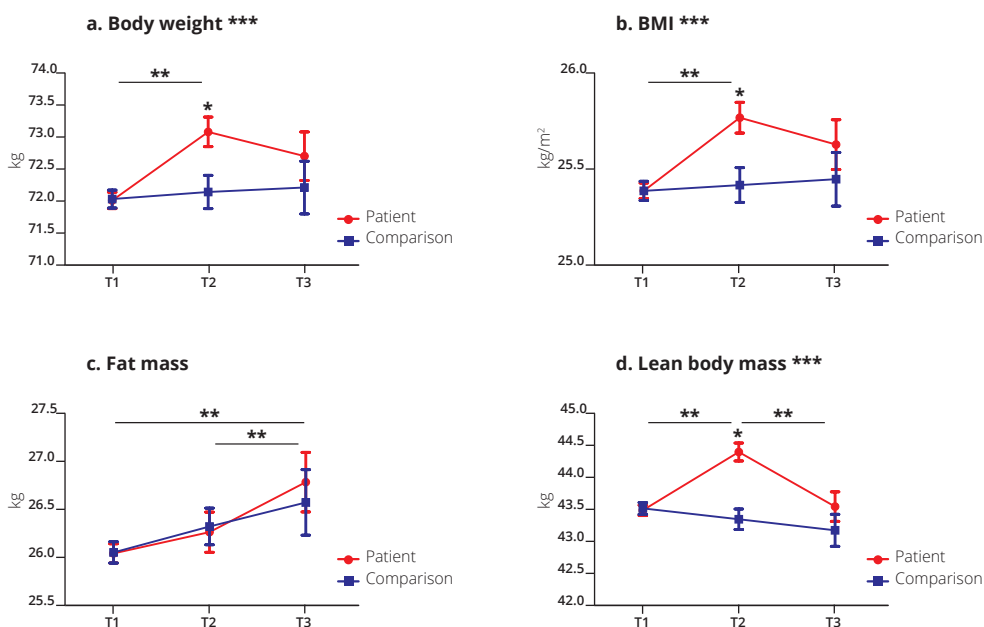 a. Body weight ***
74.0
73.5
73.0
72.5
72.0
71.5
71.0
kg
**
*
T1 T2 T3
Patient
Comparison
b. BMI ***
26.0
25.5
25.0
kg/m²
**
*
T1 T2 T3
Patient
Comparison
c. Fat mass
27.5
27.0
26.5
26.0
25.5
kg
**
**
T1 T2 T3
Patient
Comparison
d. Lean body mass ***
45.0
44.5
44.0
43.5
43.0
42.5
42.0
kg
** **
*
T1 T2 T3
Patient
Comparison